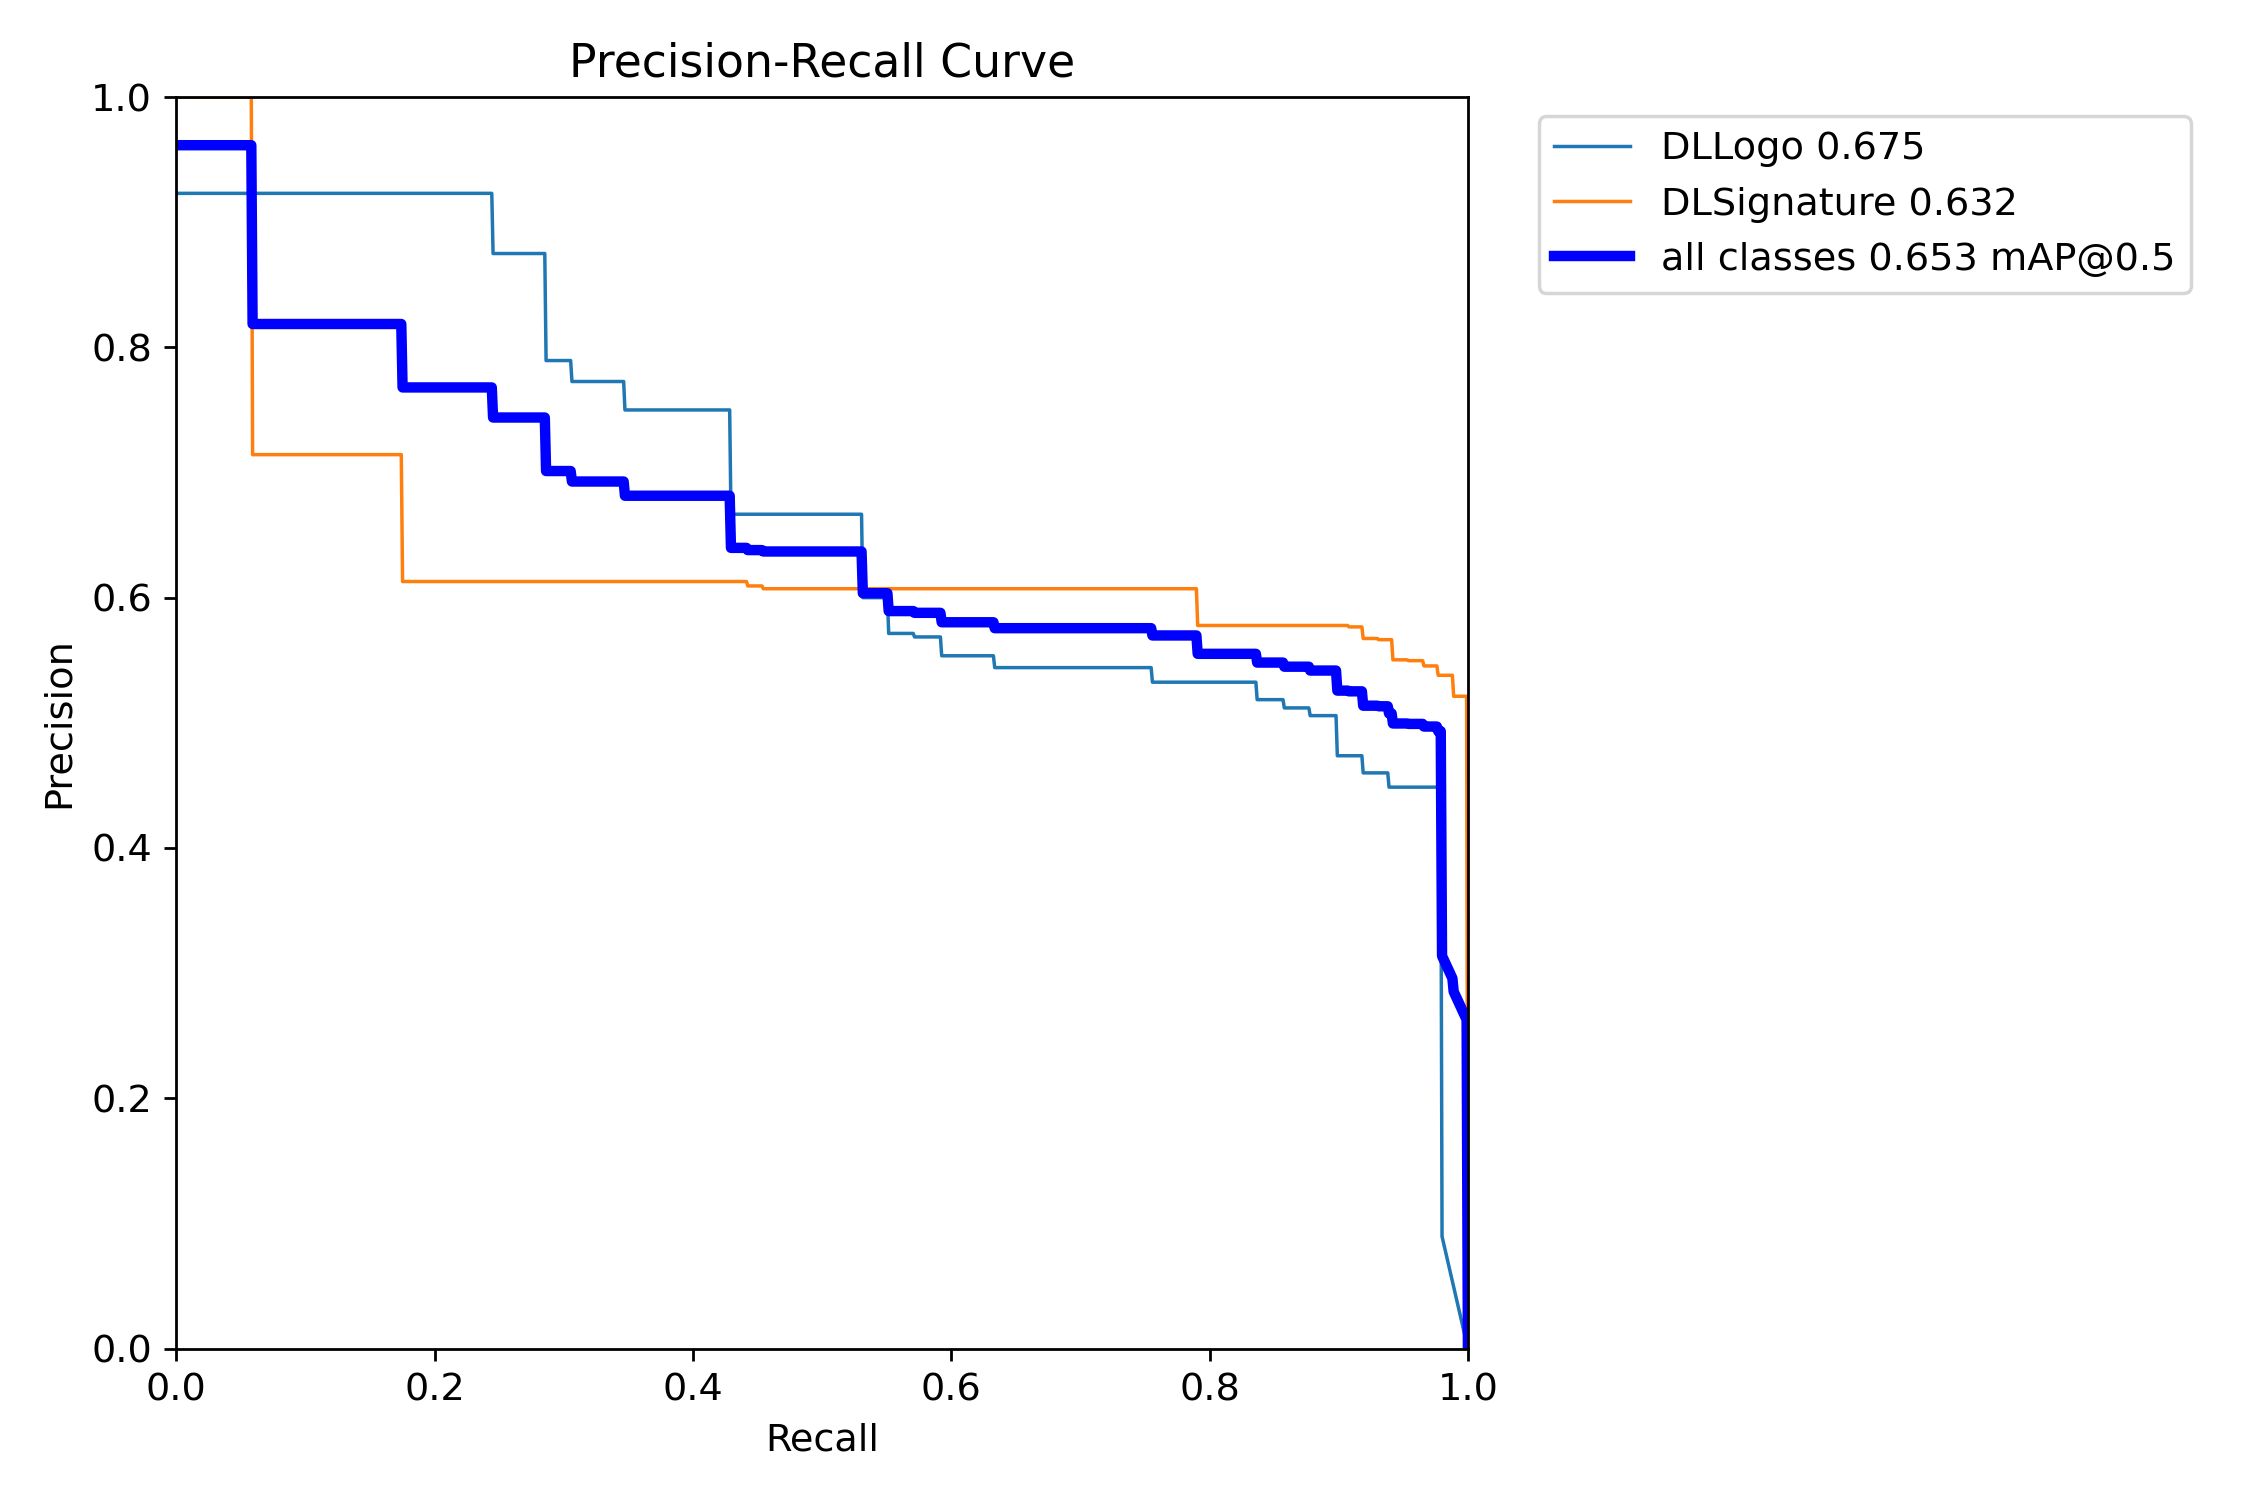 Precision-Recall Curve
1.0
0.8
0.6
0.4
0.2
0.0
Precision
0.0 0.2 0.4 0.6 0.8 1.0
Recall
DLLogo 0.675
DLSignature 0.632
all classes 0.653 mAP@0.5